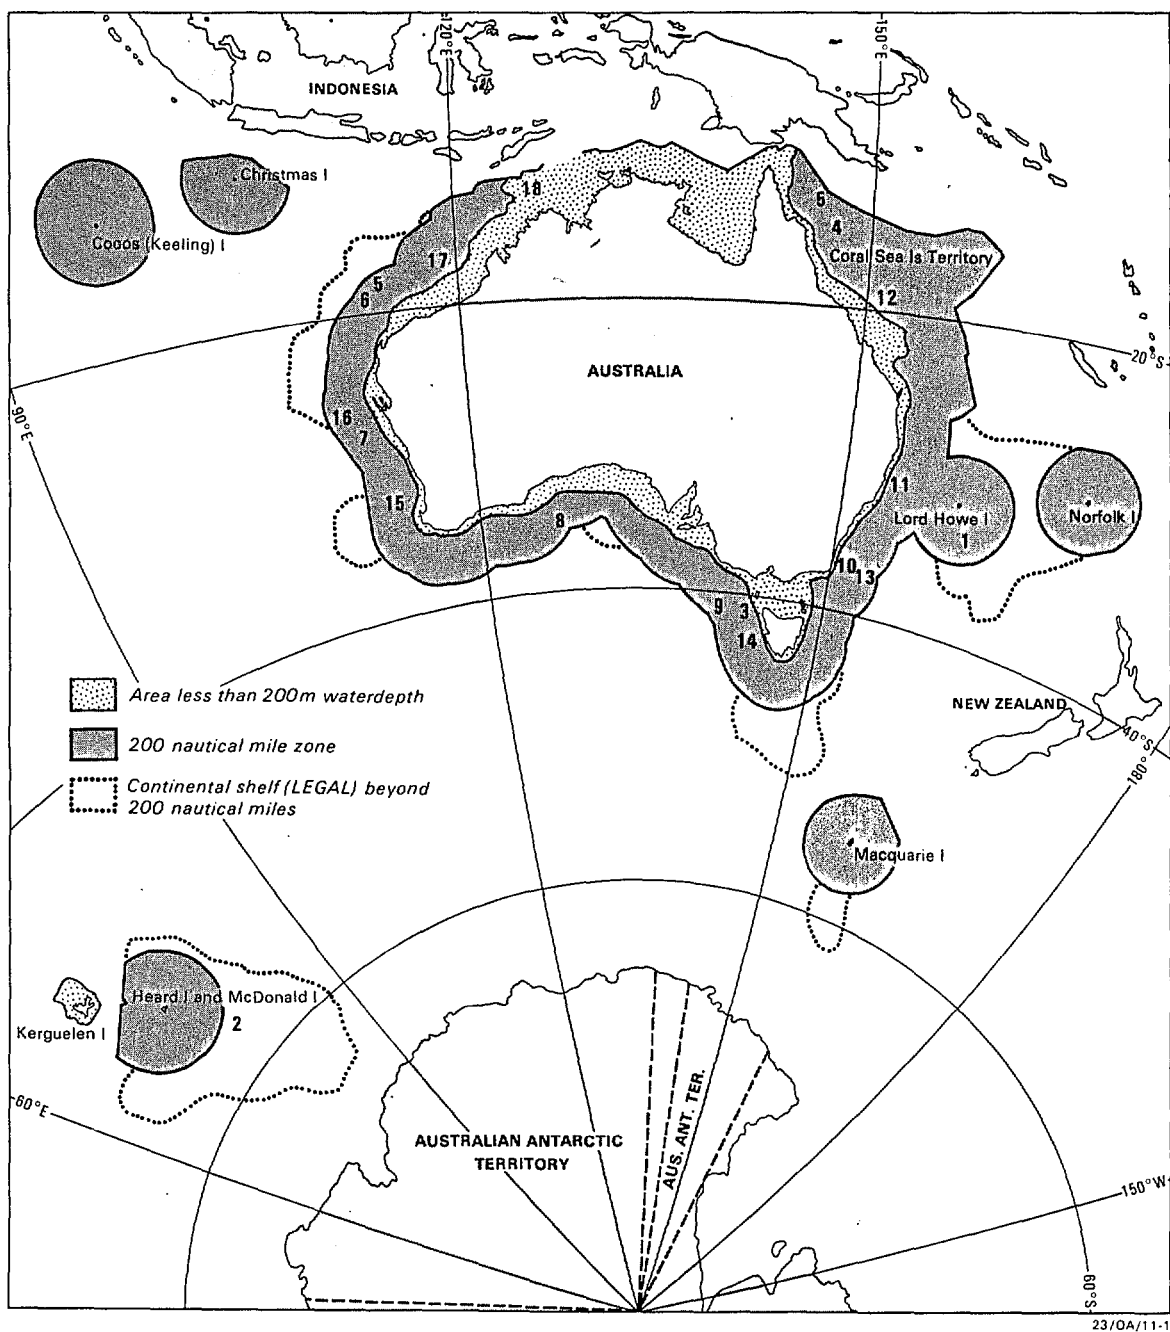 120°E
150°E
INDONESIA
Christmas I
Cocos (Keeling) I
18
5
4
Coral Sea Is Territory
17
5
6
12
20°S
AUSTRALIA
90°E
16
7
15
11
8
Lord Howe I
1
Norfolk I
10
13
9
3
14
Area less than 200m waterdepth
200 nautical mile zone
Continental shelf (LEGAL) beyond
200 nautical miles
NEW ZEALAND
40°S
180°
Macquarie I
Heard I and McDonald I
2
Kerguelen I
60°E
AUSTRALIAN ANTARCTIC
TERRITORY
AUS. ANT. TER.
150°W
60°S
23/OA/11-1